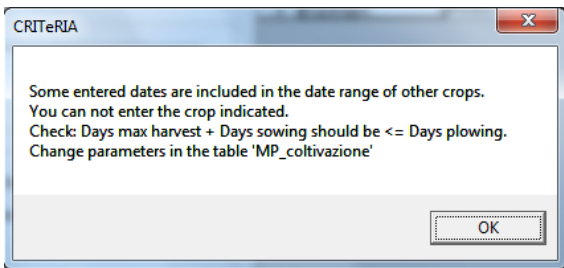 CRITeRIA
Some entered dates are included in the date range of other crops.
You can not enter the crop indicated.
Check: Days max harvest + Days sowing should be <= Days plowing.
Change parameters in the table 'MP_coltivazione'
OK